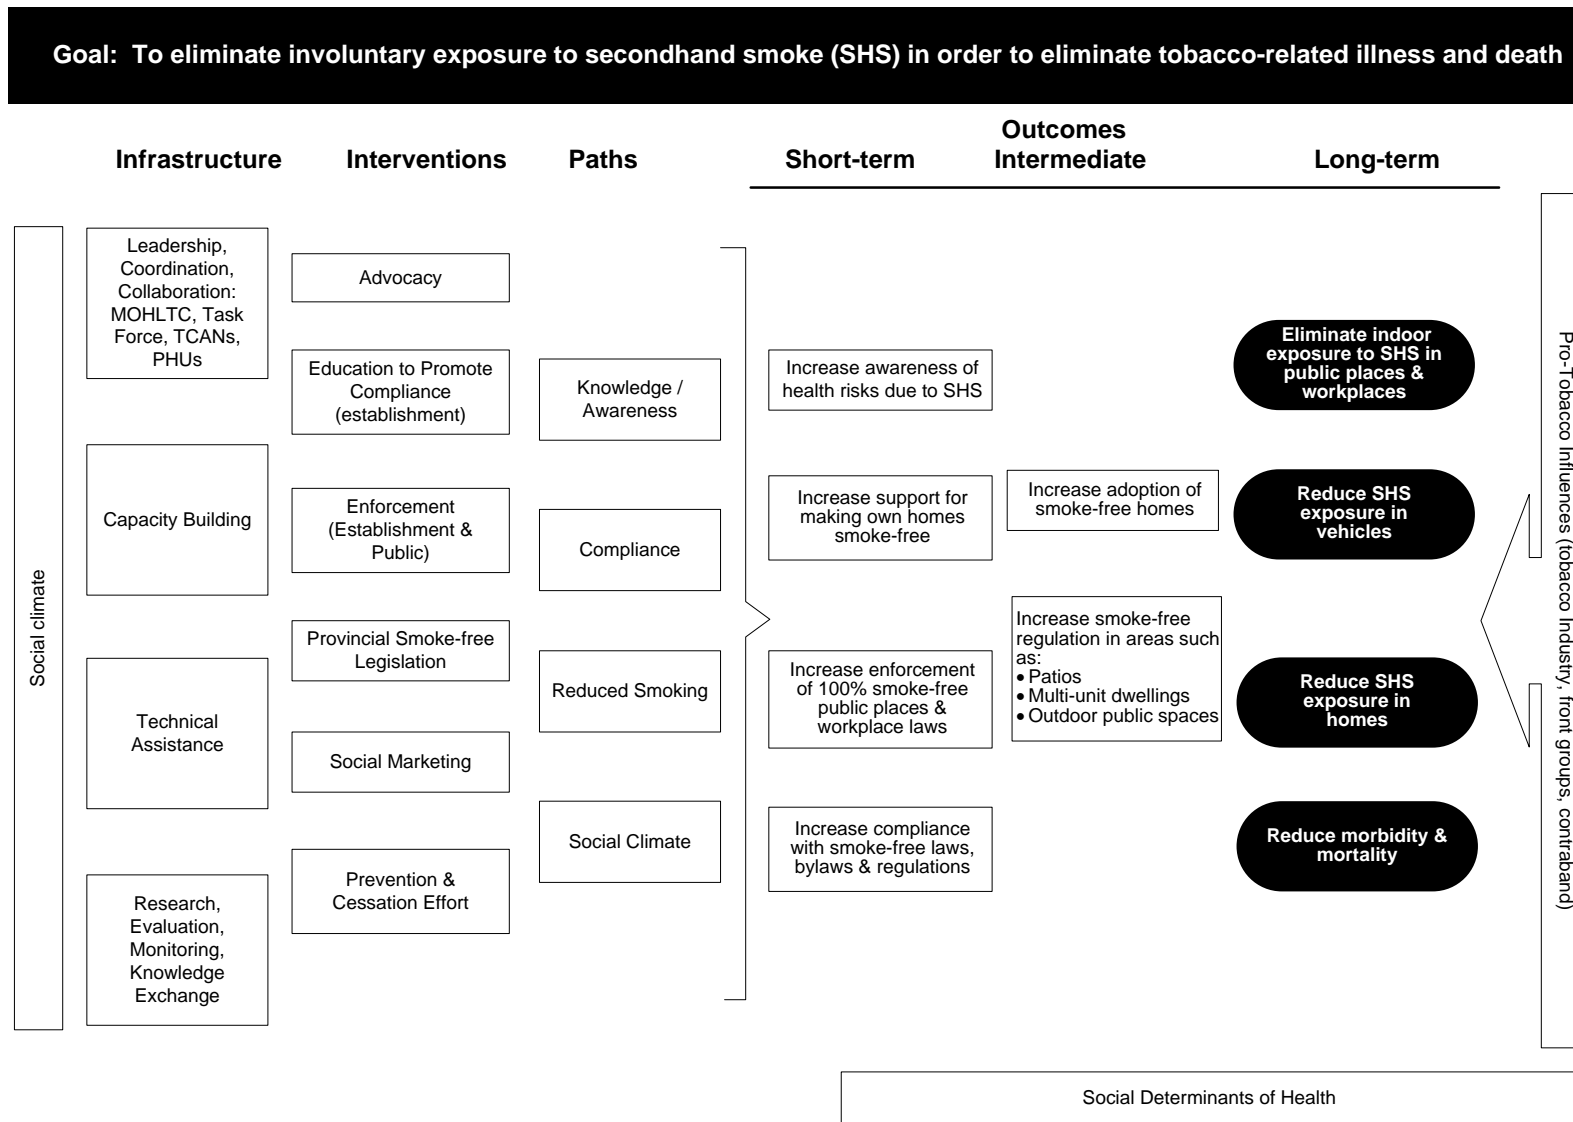 Goal:  To eliminate involuntary exposure to secondhand smoke (SHS) in order to eliminate tobacco-related illness and death
Outcomes
Infrastructure
Interventions
Paths
Short-term
Intermediate
Long-term
Social climate
Leadership,
Coordination,
Collaboration:
MOHLTC, Task
Force, TCANs,
PHUs
Capacity Building
Technical
Assistance
Research,
Evaluation,
Monitoring,
Knowledge
Exchange
Advocacy
Education to Promote
Compliance
(establishment)
Enforcement
(Establishment &
Public)
Provincial Smoke-free
Legislation
Social Marketing
Prevention &
Cessation Effort
Knowledge /
Awareness
Compliance
Reduced Smoking
Social Climate
Increase awareness of
health risks due to SHS
Increase support for
making own homes
smoke-free
Increase enforcement
of 100% smoke-free
public places &
workplace laws
Increase compliance
with smoke-free laws,
bylaws & regulations
Increase adoption of
smoke-free homes
Increase smoke-free
regulation in areas such
as:
• Patios
• Multi-unit dwellings
• Outdoor public spaces
Eliminate indoor
exposure to SHS in
public places &
workplaces
Reduce SHS
exposure in
vehicles
Reduce SHS
exposure in
homes
Reduce morbidity &
mortality
Pro-Tobacco Influences (tobacco Industry, front groups, contraband)
Social Determinants of Health